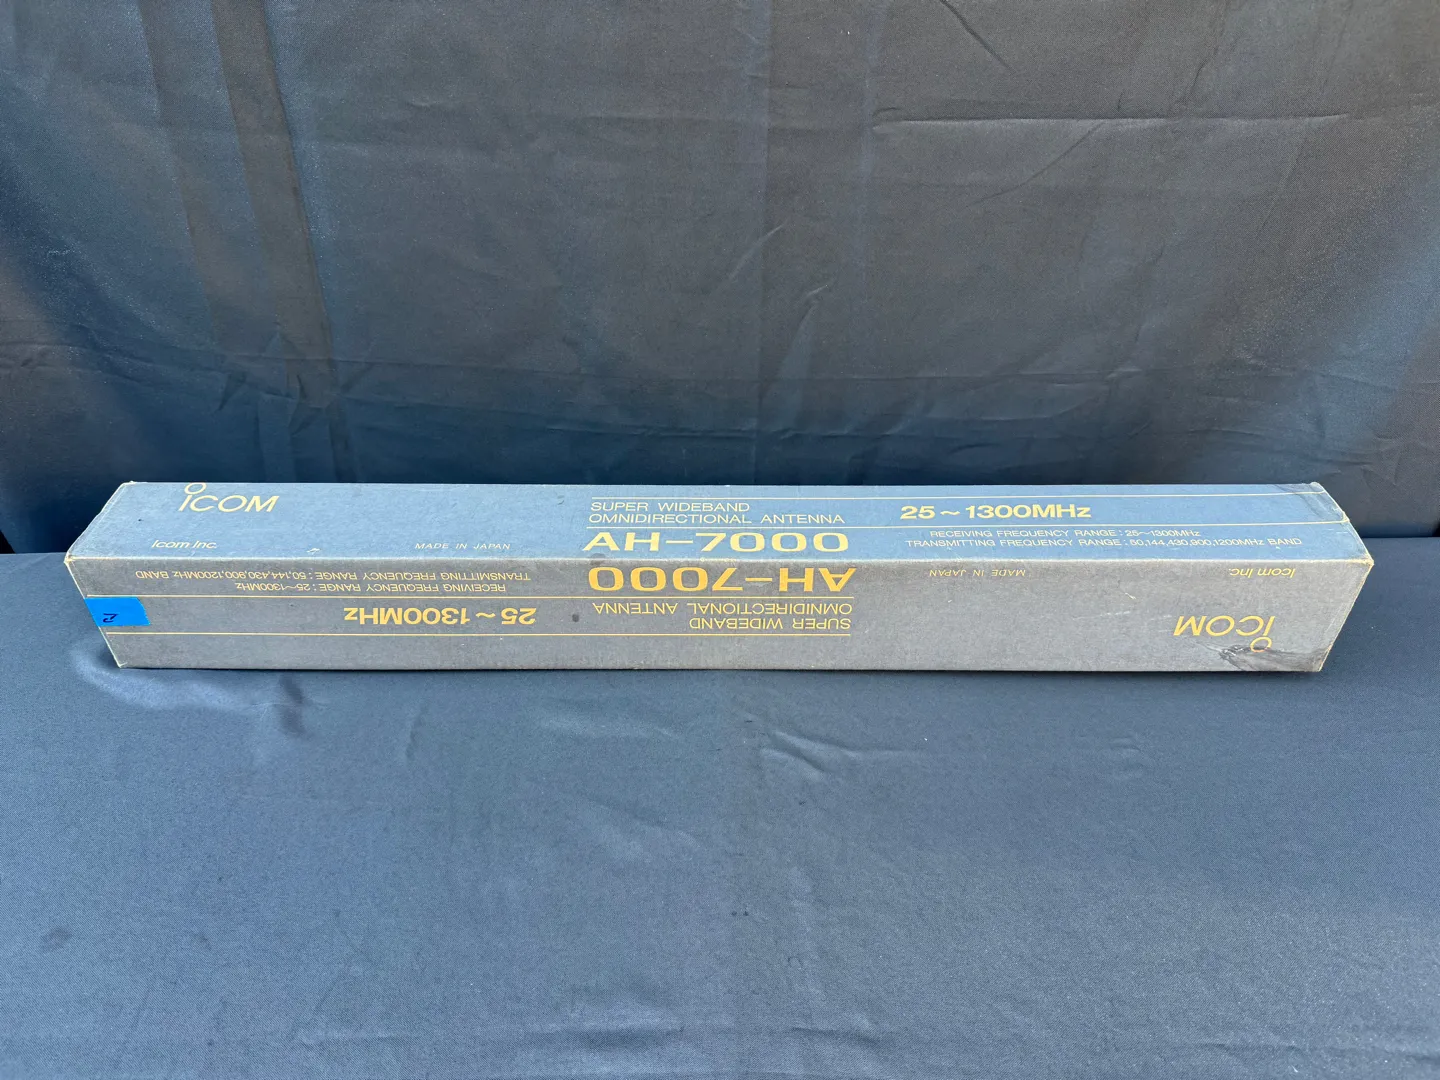 iCOM
SUPER WIDEBAND
OMNIDIRECTIONAL ANTENNA
25~1300MHz
AH-7000
RECEIVING FREQUENCY RANGE : 25~1300MHz
TRANSMITTING FREQUENCY RANGE : 50,144,430,900,1200MHz BAND
Icom Inc.
MADE IN JAPAN
iCOM
SUPER WIDEBAND
OMNIDIRECTIONAL ANTENNA
25~1300MHz
AH-7000
RECEIVING FREQUENCY RANGE : 25~1300MHz
TRANSMITTING FREQUENCY RANGE : 50,144,430,900,1200MHz BAND
Icom Inc.
MADE IN JAPAN